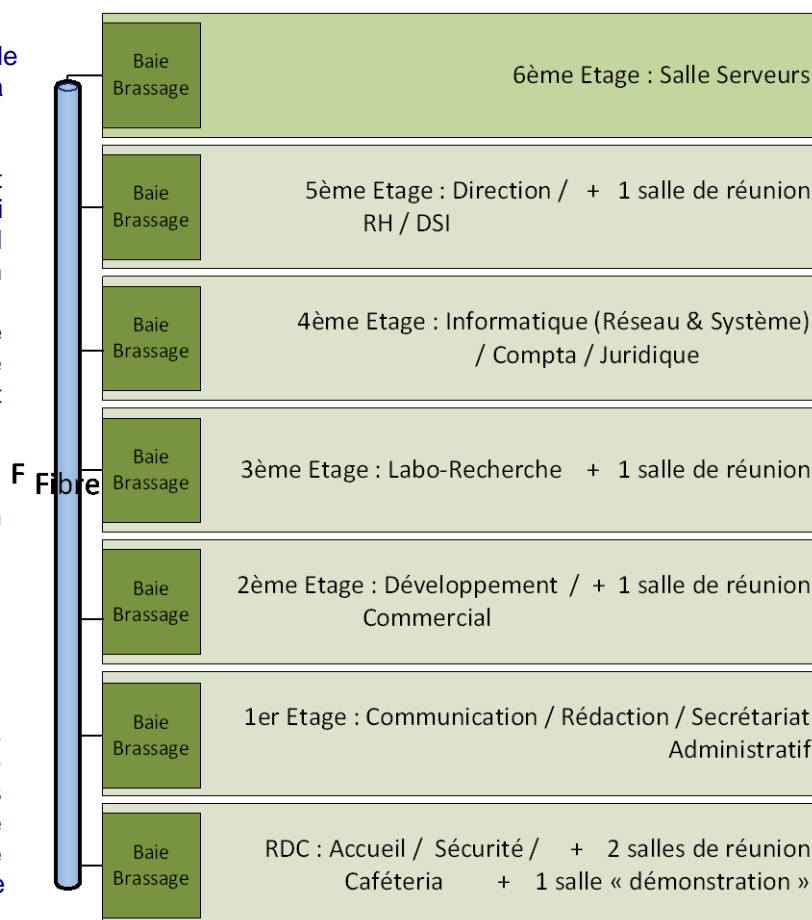 Baie
Brassage
6ème Etage : Salle Serveurs
Baie
Brassage
5ème Etage : Direction / + 1 salle de réunion
RH / DSI
Baie
Brassage
4ème Etage : Informatique (Réseau & Système)
/ Compta / Juridique
F Fibre
Baie
Brassage
3ème Etage : Labo-Recherche + 1 salle de réunion
Baie
Brassage
2ème Etage : Développement / + 1 salle de réunion
Commercial
Baie
Brassage
1er Etage : Communication / Rédaction / Secrétariat
Administratif
Baie
Brassage
RDC : Accueil / Sécurité / + 2 salles de réunion
Caféteria + 1 salle « démonstration »